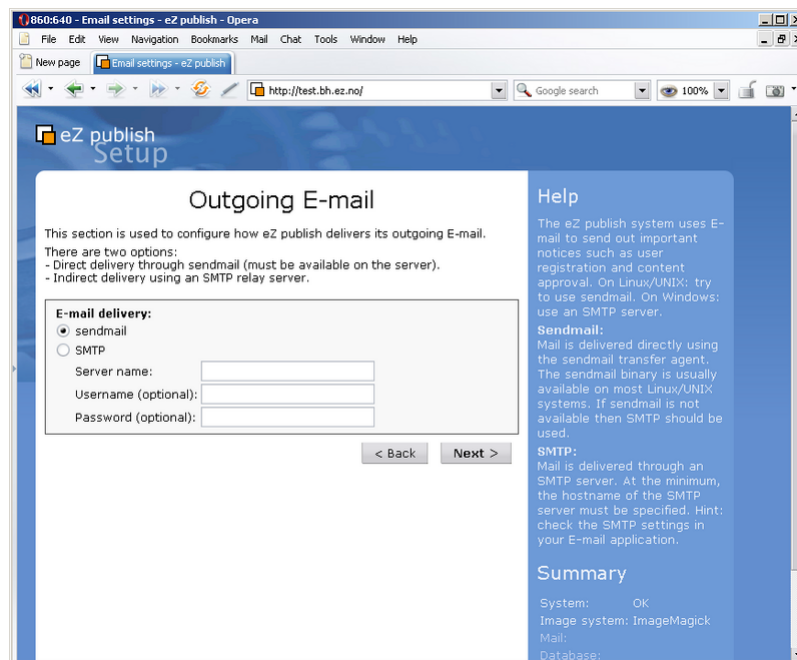 860:640 - Email settings - eZ publish - Opera
File Edit View Navigation Bookmarks Mail Chat Tools Window Help
New page
Email settings - eZ publish
http://test.bh.ez.no/
Google search
100%
eZ publish
Setup
Outgoing E-mail
This section is used to configure how eZ publish delivers its outgoing E-mail.
There are two options:
- Direct delivery through sendmail (must be available on the server).
- Indirect delivery using an SMTP relay server.
E-mail delivery:
sendmail
SMTP
Server name:
Username (optional):
Password (optional):
< Back
Next >
Help
The eZ publish system uses E-
mail to send out important
notices such as user
registration and content
approval. On Linux/UNIX: try
to use sendmail. On Windows:
use an SMTP server.
Sendmail:
Mail is delivered directly using
the sendmail transfer agent.
The sendmail binary is usually
available on most Linux/UNIX
systems. If sendmail is not
available then SMTP should be
used.
SMTP:
Mail is delivered through an
SMTP server. At the minimum,
the hostname of the SMTP
server must be specified. Hint:
check the SMTP settings in
your E-mail application.
Summary
System: OK
Image system: ImageMagick
Mail:
Database: